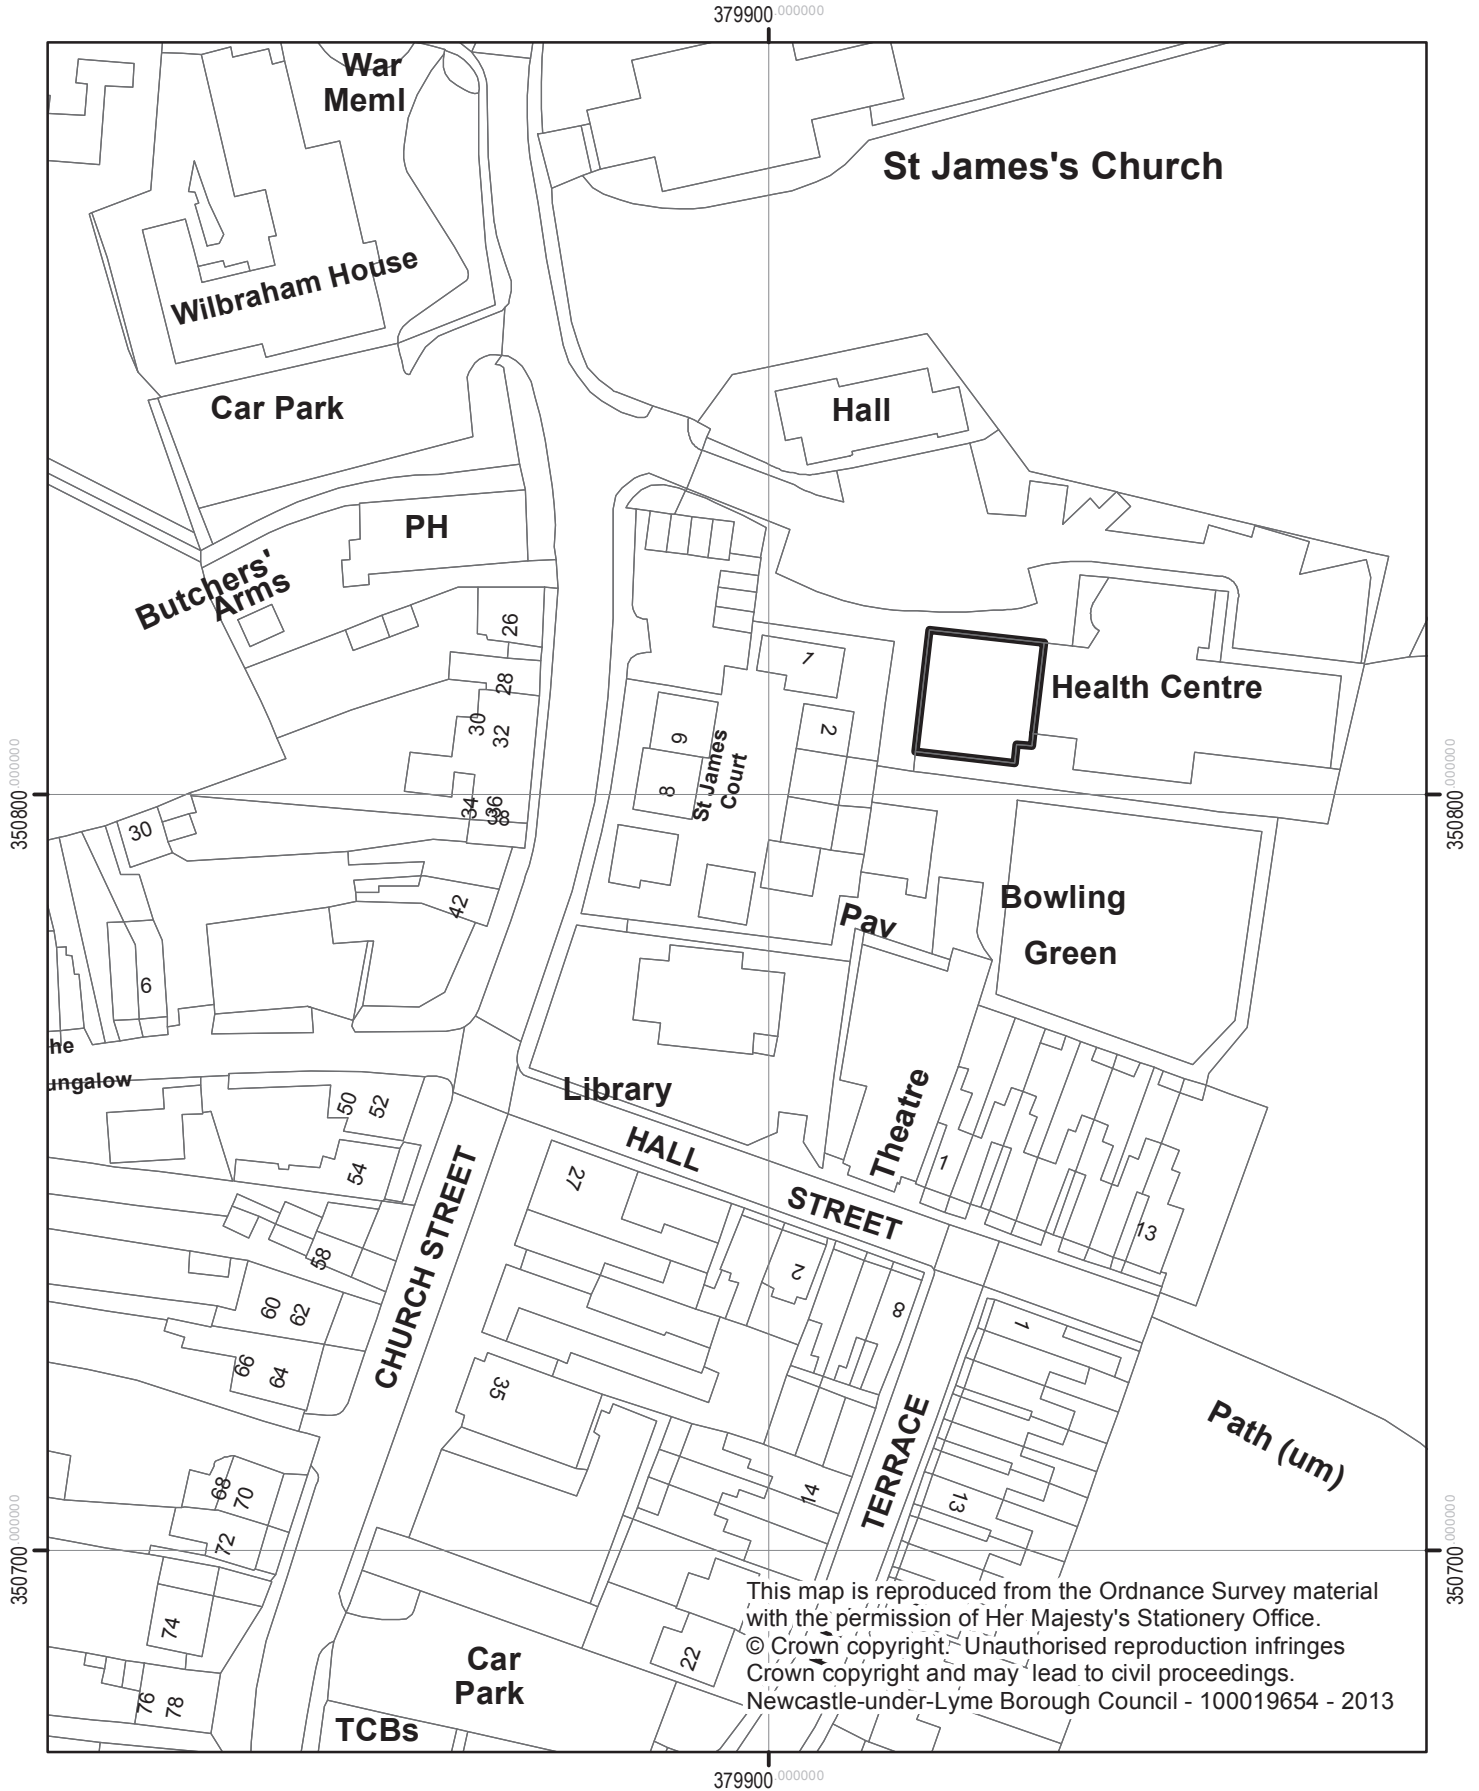 379900.000000
War
Meml
St James's Church
Wilbraham House
Car Park
Hall
PH
Butchers'
Arms
26
1
28
Health Centre
30
32
9
2
St James
Court
8
350800.000000
350800.000000
34
36
38
30
42
Pav
Bowling
Green
6
he
ungalow
Library
50
52
HALL
STREET
Theatre
1
54
27
13
CHURCH STREET
58
2
60
62
8
1
66
64
35
TERRACE
Path (um)
68
70
14
13
72
350700.000000
350700.000000
74
22
Car
Park
76
78
TCBs
This map is reproduced from the Ordnance Survey material
with the permission of Her Majesty's Stationery Office.
© Crown copyright. Unauthorised reproduction infringes
Crown copyright and may lead to civil proceedings.
Newcastle-under-Lyme Borough Council - 100019654 - 2013
379900.000000